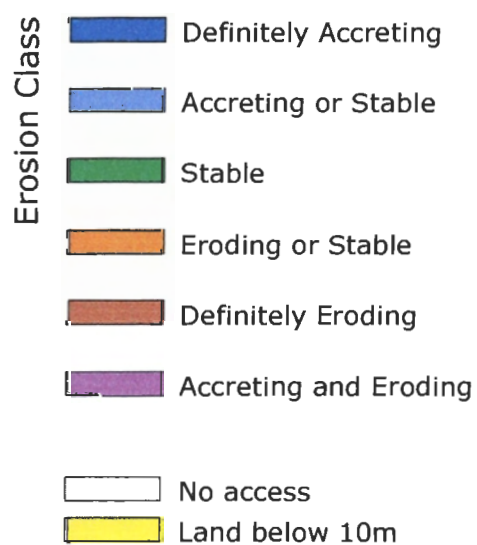 Erosion Class
Definitely Accreting
Accreting or Stable
Stable
Eroding or Stable
Definitely Eroding
Accreting and Eroding
No access
Land below 10m